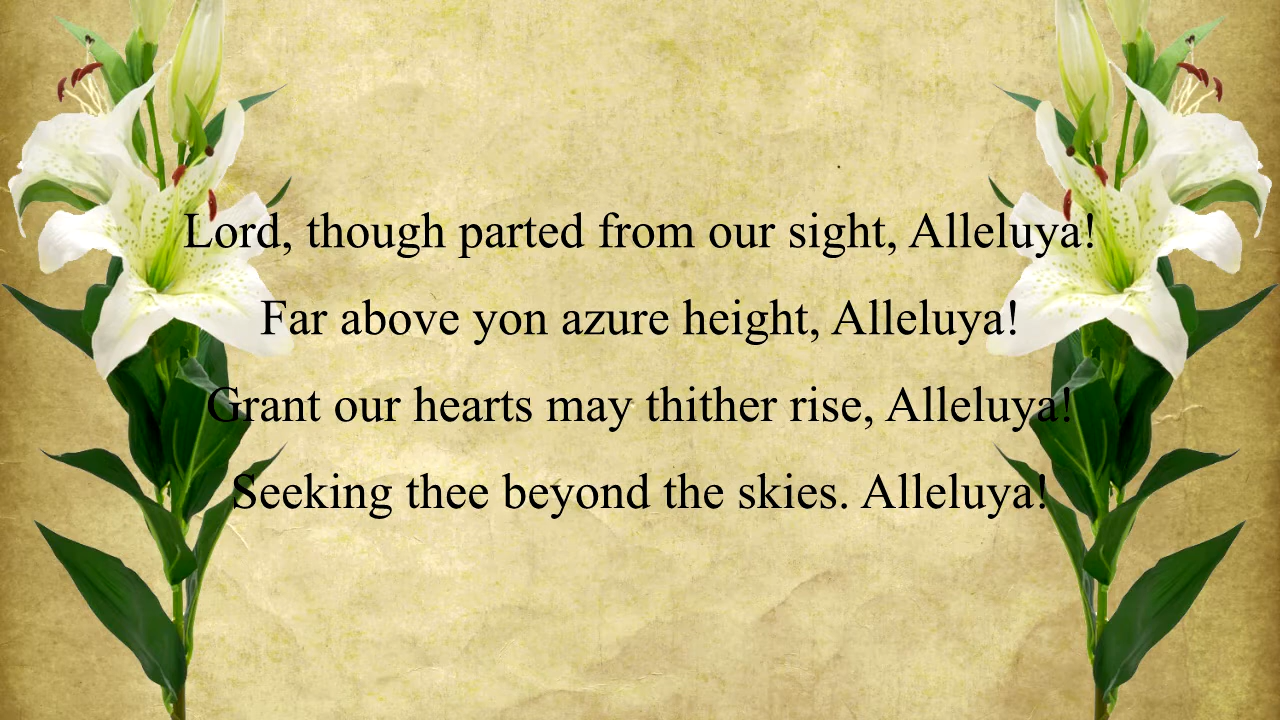 Lord, though parted from our sight, Alleluya!
Far above yon azure height, Alleluya!
Grant our hearts may thither rise, Alleluya!
Seeking thee beyond the skies. Alleluya!